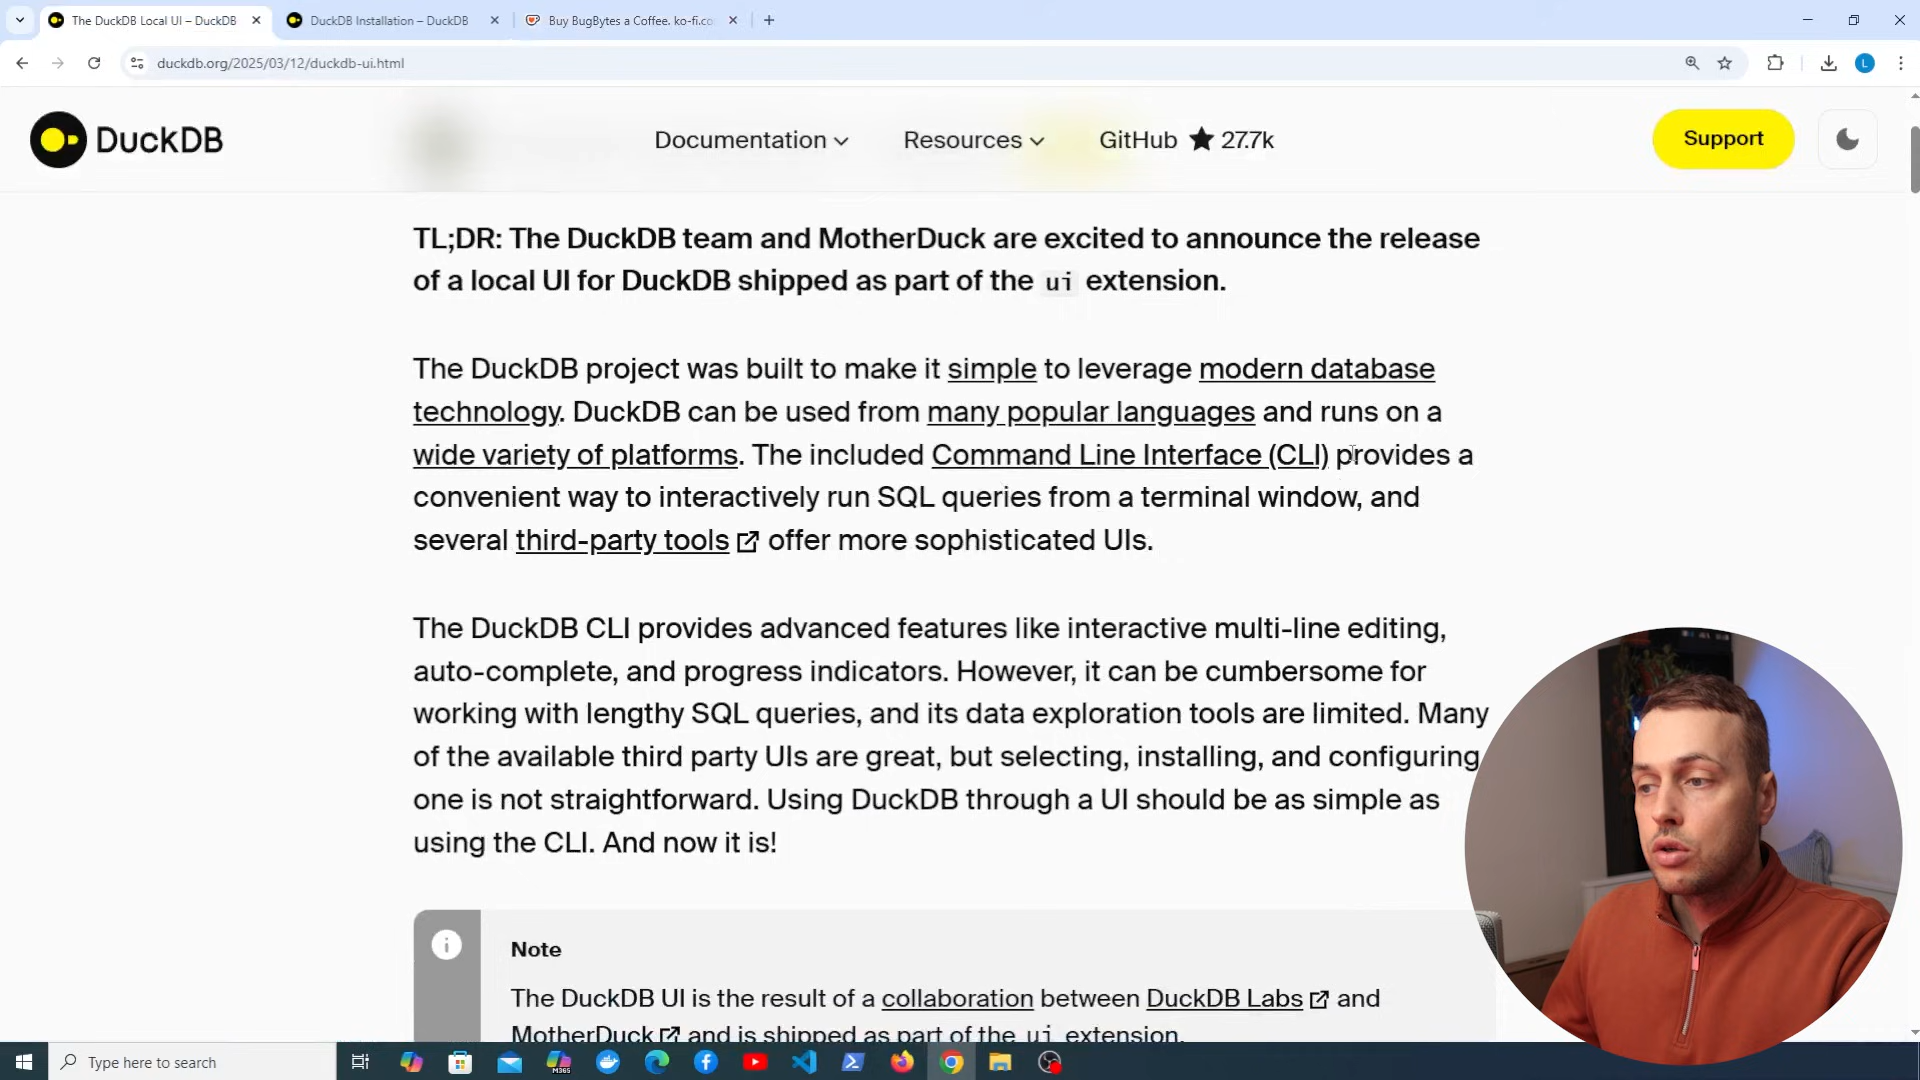 The DuckDB Local UI – DuckDB
DuckDB Installation – DuckDB
Buy BugBytes a Coffee. ko-fi.co
duckdb.org/2025/03/12/duckdb-ui.html
L
DuckDB
Documentation
Resources
GitHub ★ 27.7k
Support
TL;DR: The DuckDB team and MotherDuck are excited to announce the release
of a local UI for DuckDB shipped as part of the ui extension.
The DuckDB project was built to make it simple to leverage modern database
technology. DuckDB can be used from many popular languages and runs on a
wide variety of platforms. The included Command Line Interface (CLI) provides a
convenient way to interactively run SQL queries from a terminal window, and
several third-party tools offer more sophisticated UIs.
The DuckDB CLI provides advanced features like interactive multi-line editing,
auto-complete, and progress indicators. However, it can be cumbersome for
working with lengthy SQL queries, and its data exploration tools are limited. Many
of the available third party UIs are great, but selecting, installing, and configuring
one is not straightforward. Using DuckDB through a UI should be as simple as
using the CLI. And now it is!
Note
The DuckDB UI is the result of a collaboration between DuckDB Labs and
MotherDuck and is shipped as part of the ui extension.
Type here to search
M365